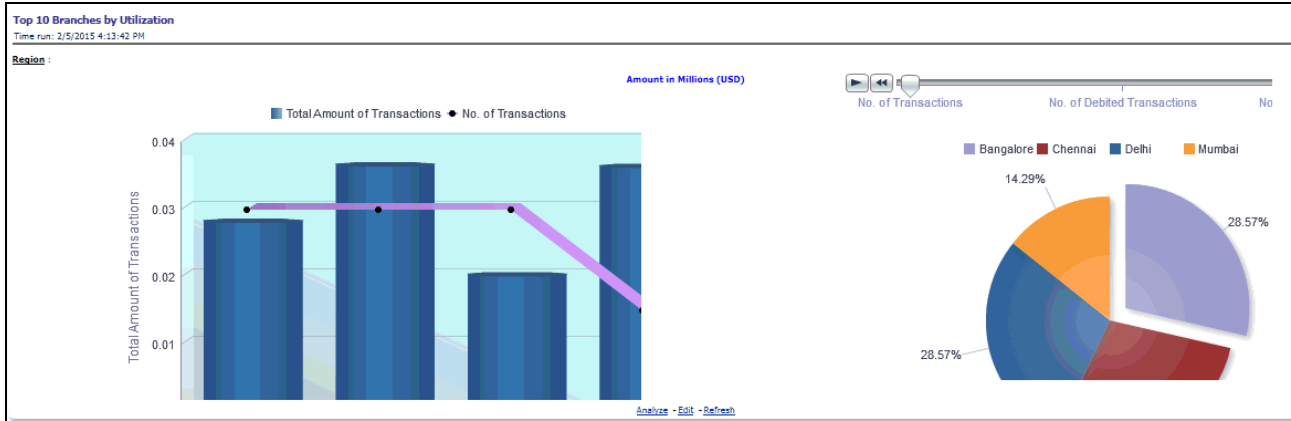 Top 10 Branches by Utilization
Time run: 2/5/2015 4:13:42 PM
Region :
Amount in Millions (USD)
No. of Transactions No. of Debited Transactions No
Total Amount of Transactions No. of Transactions
Bangalore Chennai Delhi Mumbai
0.04
0.03
0.02
0.01
Total Amount of Transactions
14.29%
28.57%
28.57%
Analyze - Edit - Refresh